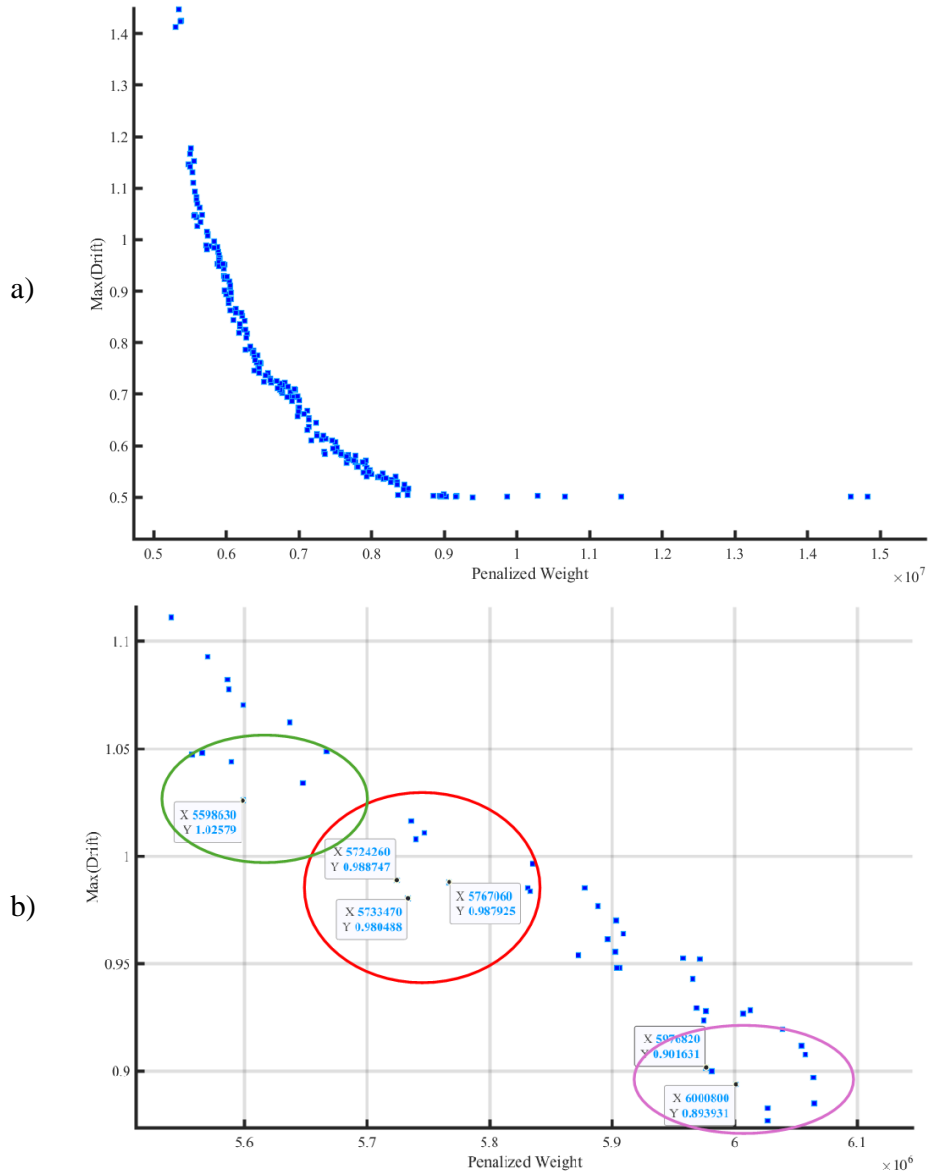 a)
Max(Drift)
1.4
1.3
1.2
1.1
1
0.9
0.8
0.7
0.6
0.5
0.5 0.6 0.7 0.8 0.9 1 1.1 1.2 1.3 1.4 1.5
Penalized Weight
×10⁷
b)
Max(Drift)
1.1
1.05
1
0.95
0.9
X 5598630
Y 1.02579
X 5724260
Y 0.988747
X 5733470
Y 0.980488
X 5767060
Y 0.987925
X 5976820
Y 0.901631
X 6000800
Y 0.893931
5.6 5.7 5.8 5.9 6 6.1
Penalized Weight
×10⁶